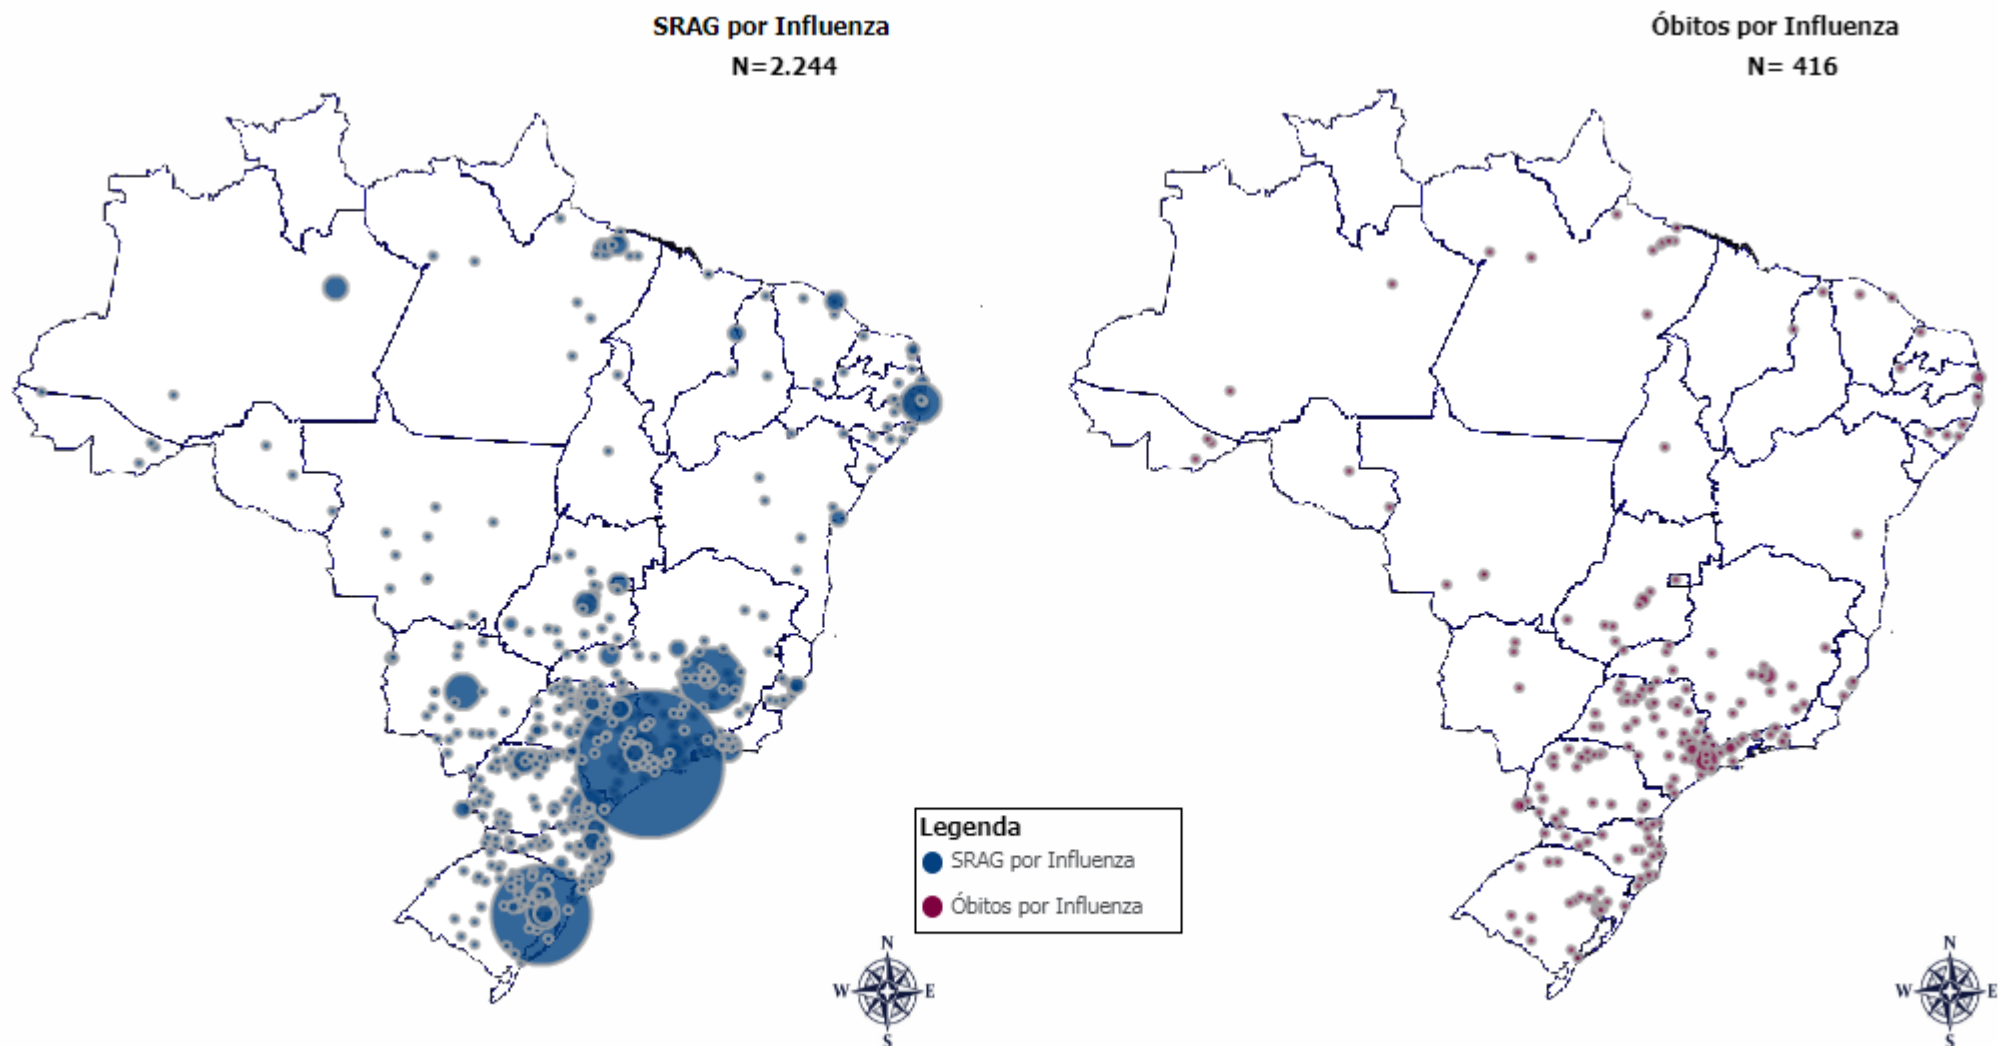 SRAG por Influenza
N=2.244
Óbitos por Influenza
N= 416
Legenda
SRAG por Influenza
Óbitos por Influenza
N
W E
S
N
W E
S